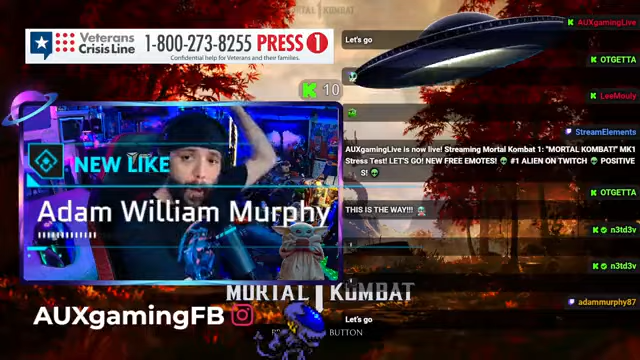 MORTAL KOMBAT
Veterans
Crisis Line
1-800-273-8255 PRESS 1
Confidential help for Veterans and their families.
K 10
NEW LIKE
Adam William Murphy
AUXgamingFB
MORTAL KOMBAT
BUTTON
AUXgamingLive
Let's go
OTGETTA
LeeMouly
StreamElements
AUXgamingLive is now live! Streaming Mortal Kombat 1: "MORTAL KOMBAT! MK1
Stress Test! LET'S GO! NEW FREE EMOTES! 👽 #1 ALIEN ON TWITCH 👽 POSITIVE
S! 👽
OTGETTA
THIS IS THE WAY!!!
n3td3v
n3td3v
adammurphy87
Let's go